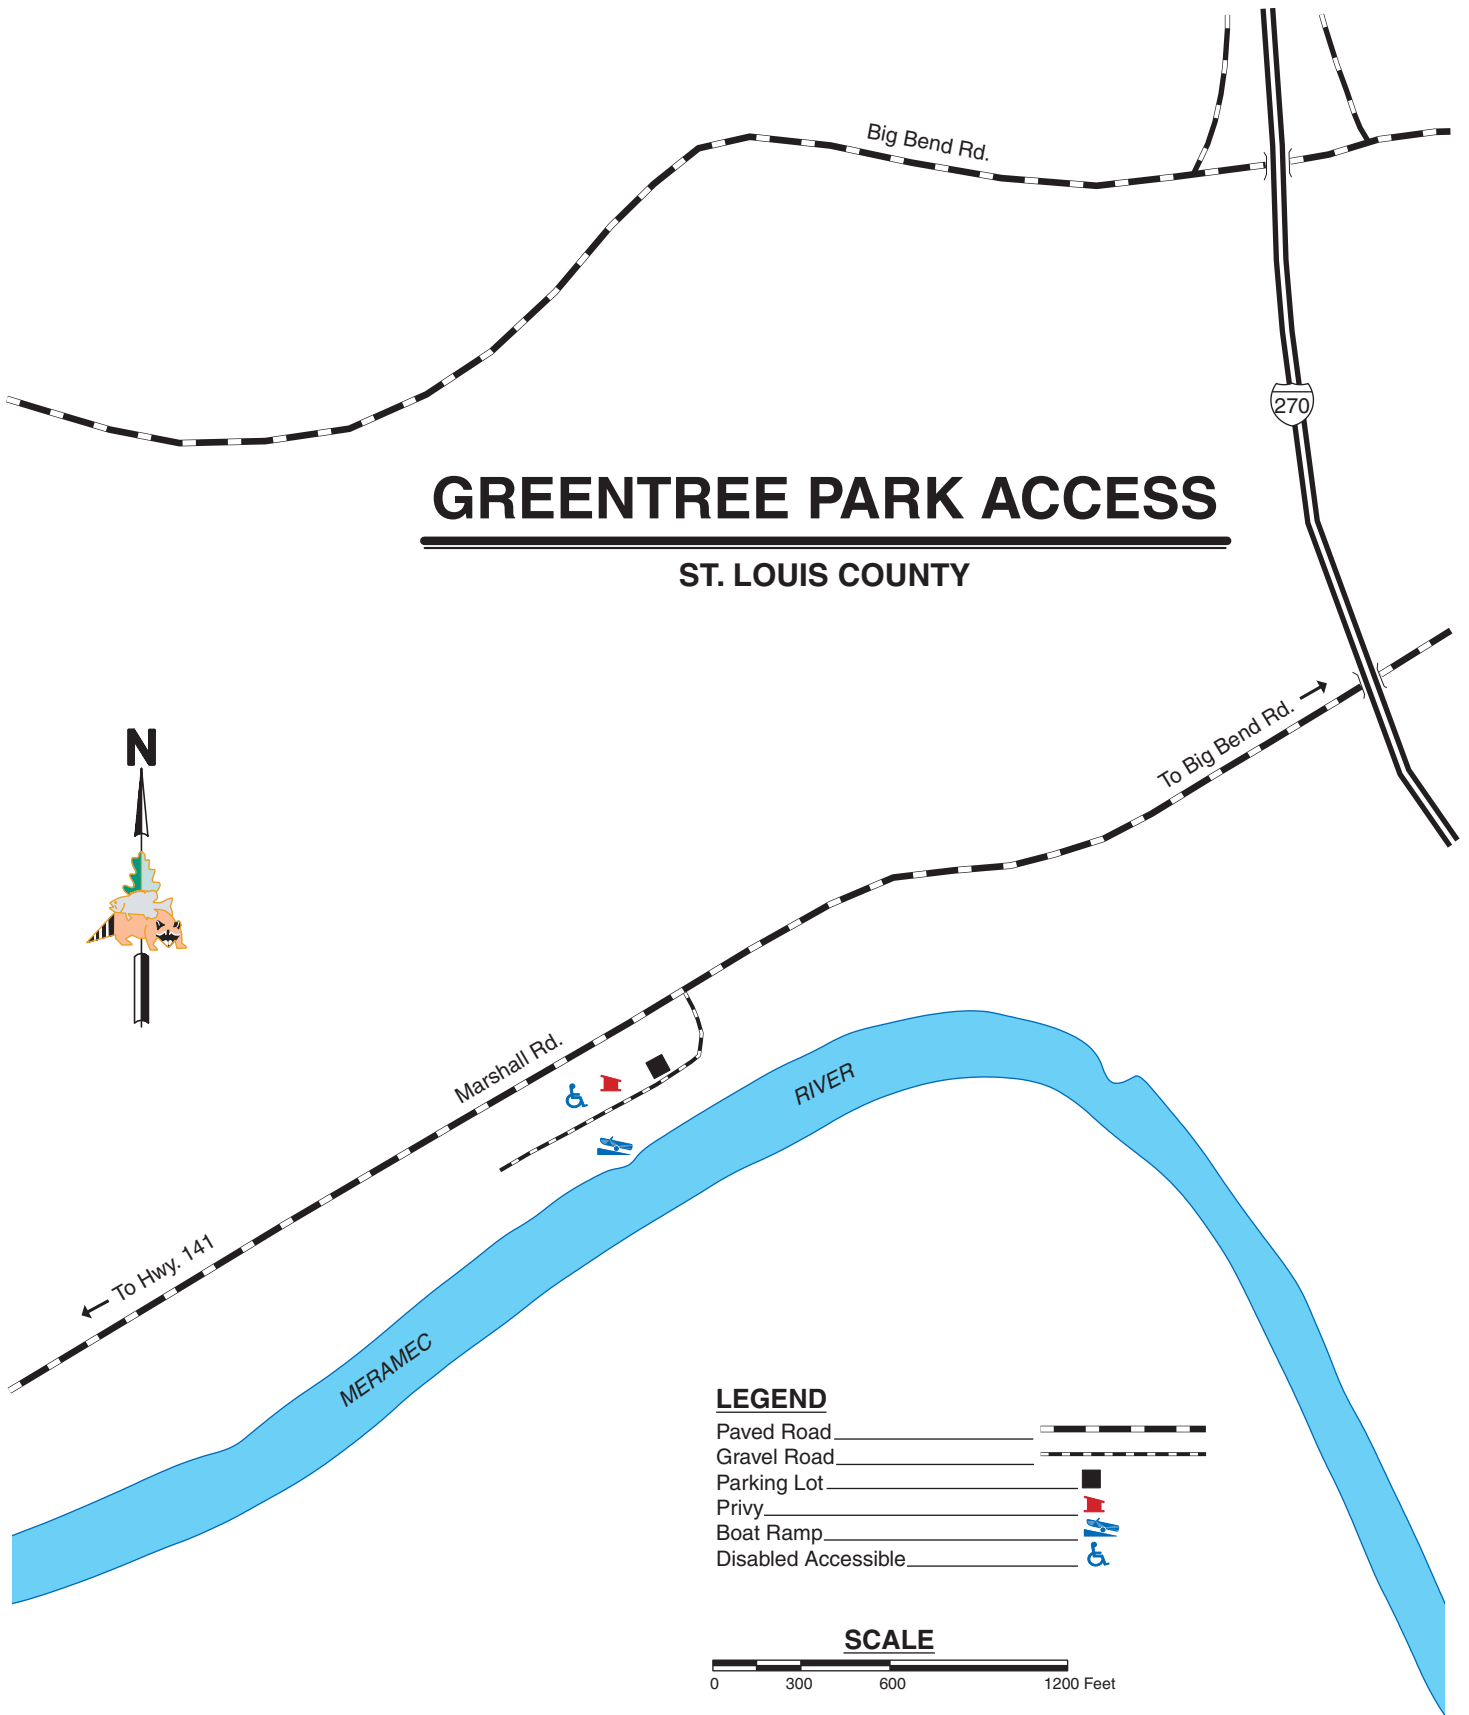 Big Bend Rd.
270
GREENTREE PARK ACCESS
ST. LOUIS COUNTY
To Big Bend Rd.
N
Marshall Rd.
RIVER
To Hwy. 141
MERAMEC
LEGEND
Paved Road
Gravel Road
Parking Lot
Privy
Boat Ramp
Disabled Accessible
SCALE
0 300 600 1200 Feet